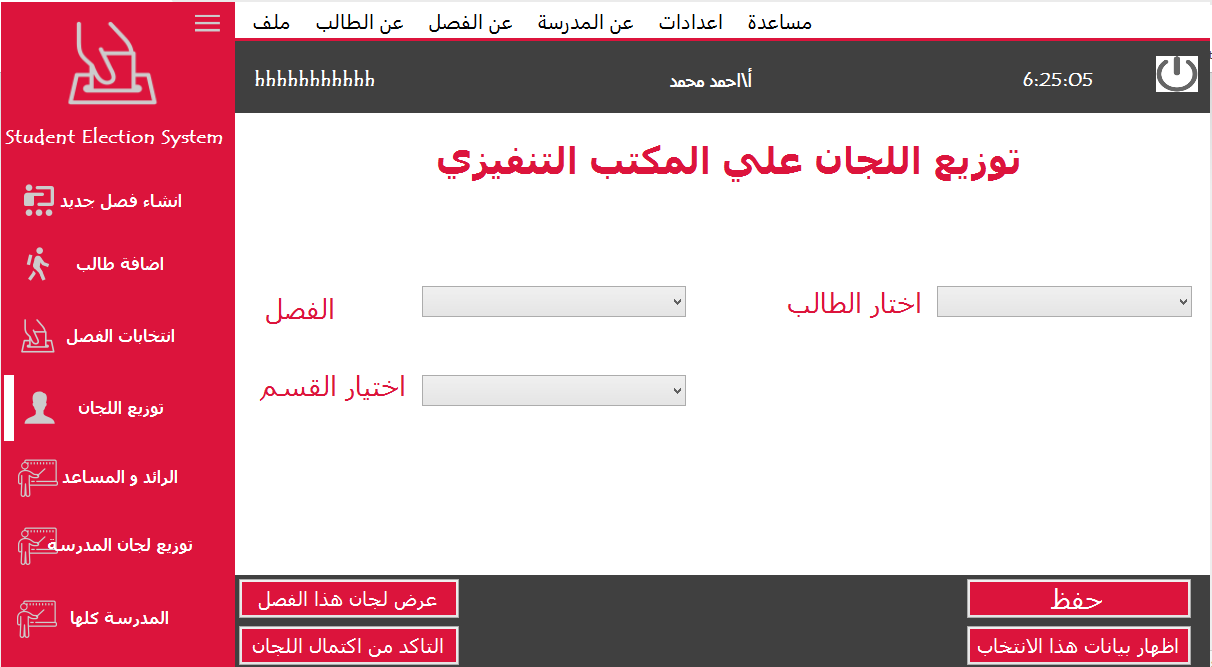 ملف عن الطالب عن الفصل عن المدرسة اعدادات مساعدة
hhhhhhhhhhh
أ\احمد محمد
6:25:05
Student Election System
انشاء فصل جديد
اضافة طالب
انتخابات الفصل
توزيع اللجان
الرائد و المساعد
توزيع لجان المدرسة
المدرسة كلها
توزيع اللجان علي المكتب التنفيزي
اختار الطالب
الفصل
اختيار القسم
حفظ
عرض لجان هذا الفصل
اظهار بيانات هذا الانتخاب
التاكد من اكتمال اللجان